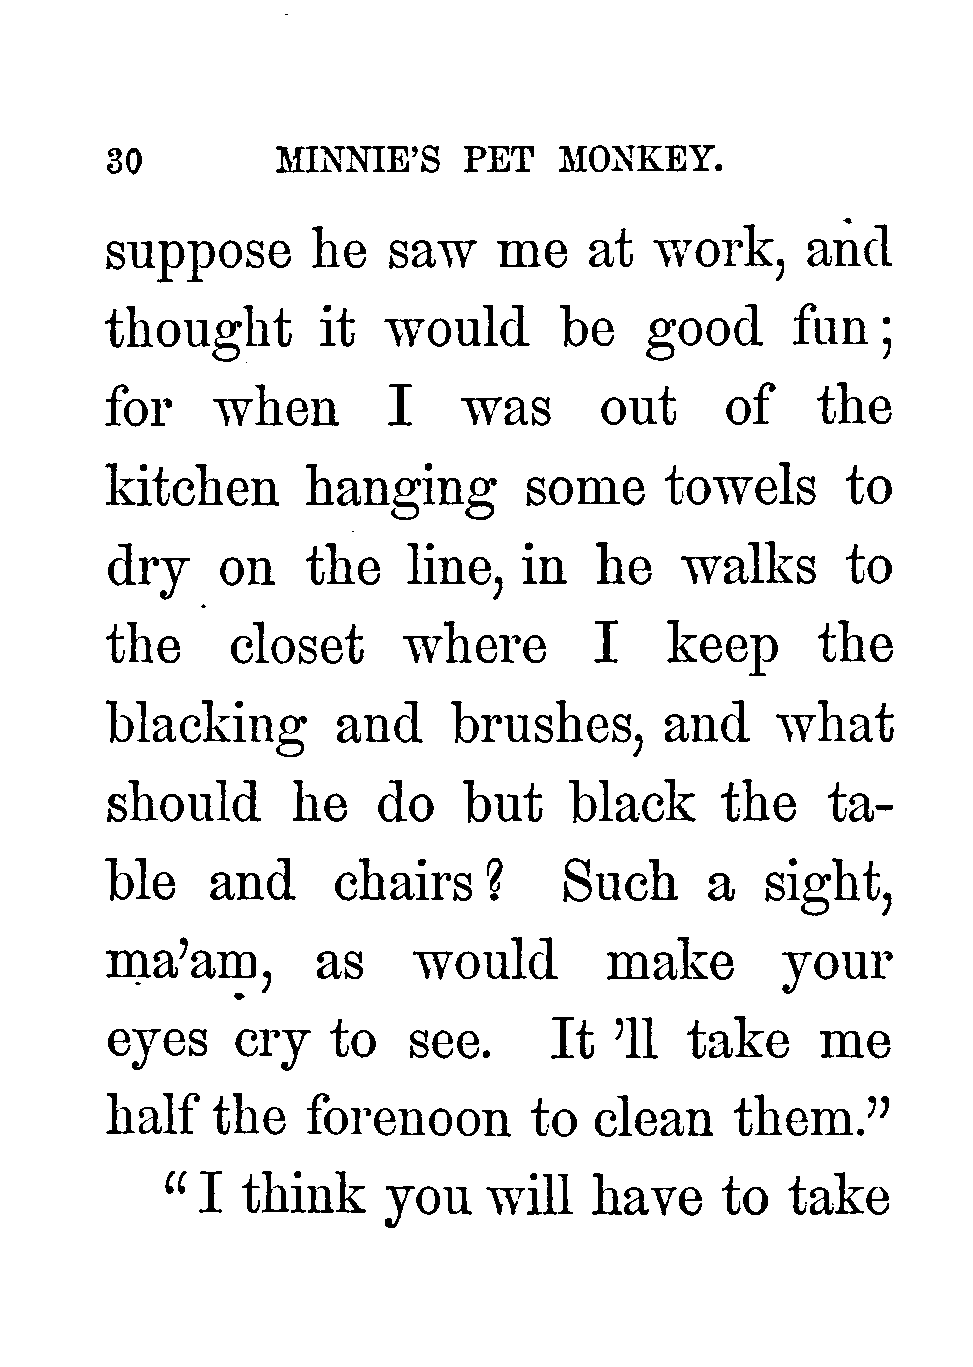 30 MINNIE'S PET MONKEY.
suppose he saw me at work, and
thought it would be good fun;
for when I was out of the
kitchen hanging some towels to
dry on the line, in he walks to
the closet where I keep the
blacking and brushes, and what
should he do but black the ta-
ble and chairs? Such a sight,
ma'am, as would make your
eyes cry to see. It 'll take me
half the forenoon to clean them."
"I think you will have to take